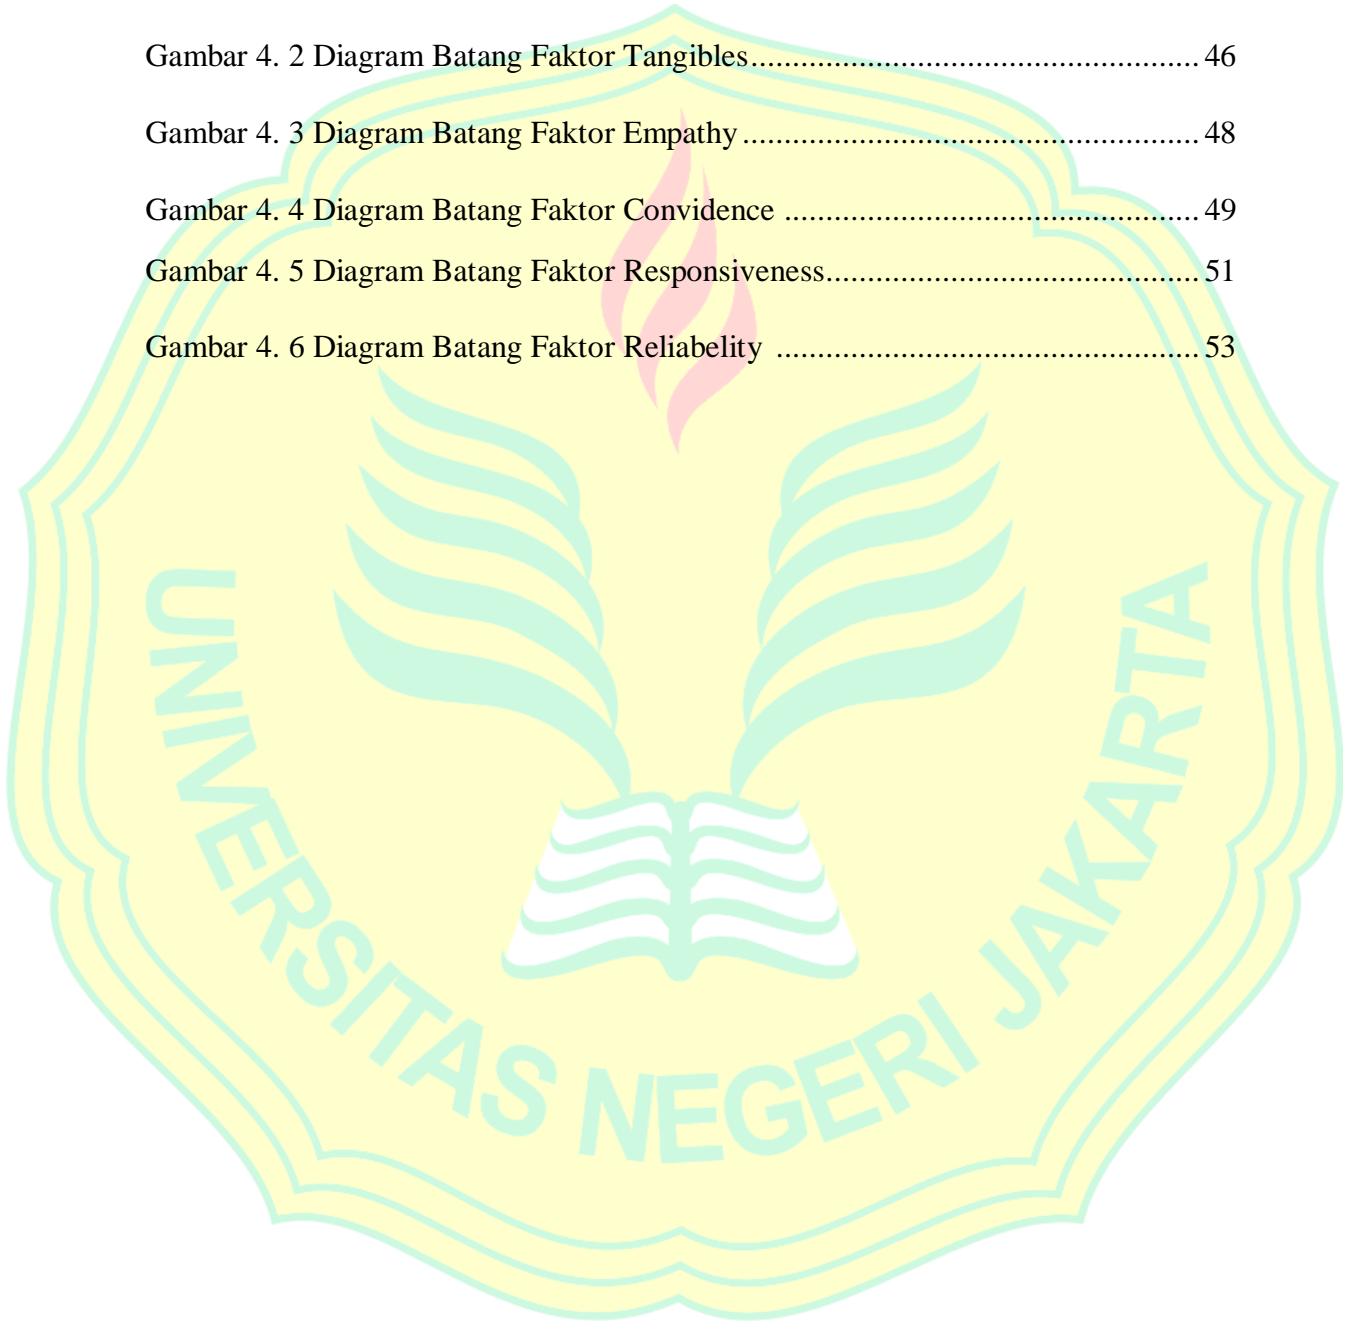 Gambar 4. 2 Diagram Batang Faktor Tangibles....................................................... 46
Gambar 4. 3 Diagram Batang Faktor Empathy........................................................ 48
Gambar 4. 4 Diagram Batang Faktor Convidence ................................................... 49
Gambar 4. 5 Diagram Batang Faktor Responsiveness.............................................. 51
Gambar 4. 6 Diagram Batang Faktor Reliabelity .................................................... 53
UNIVERSITAS NEGERI JAKARTA